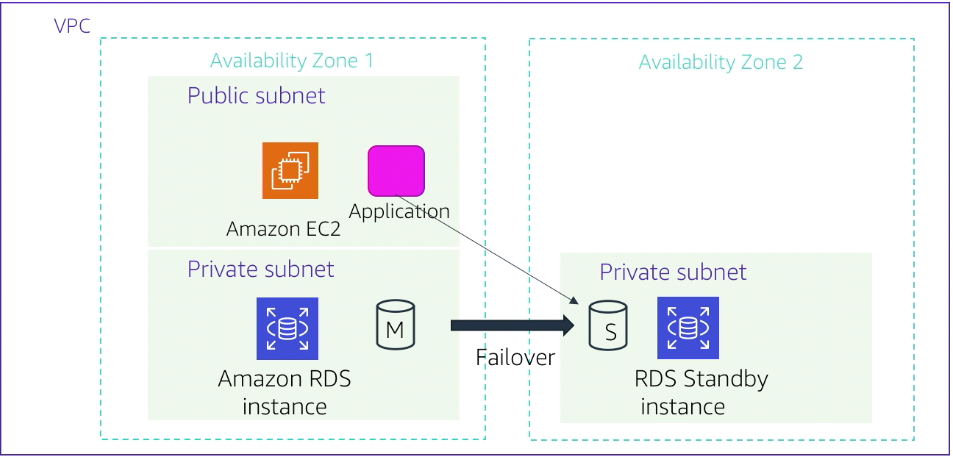 VPC
Availability Zone 1
Public subnet
Amazon EC2
Application
Private subnet
M
Amazon RDS
instance
Failover
Availability Zone 2
Private subnet
S
RDS Standby
instance